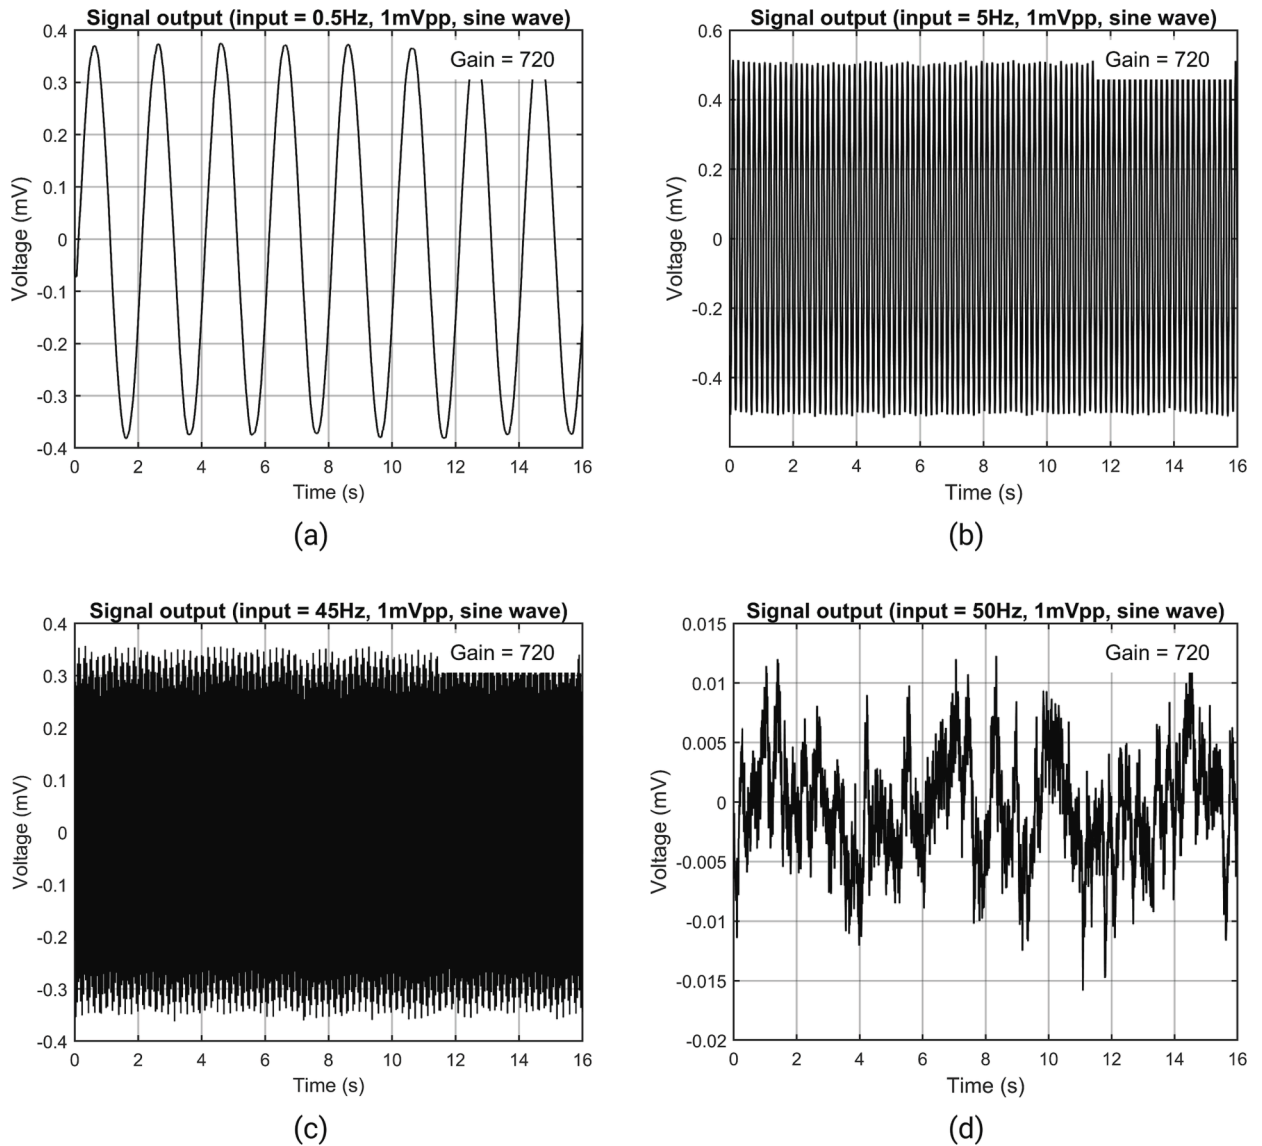 Signal output (input = 0.5Hz, 1mVpp, sine wave)
Gain = 720
0.4
0.3
0.2
0.1
0
-0.1
-0.2
-0.3
-0.4
Voltage (mV)
0 2 4 6 8 10 12 14 16
Time (s)
(a)
Signal output (input = 5Hz, 1mVpp, sine wave)
Gain = 720
0.6
0.4
0.2
0
-0.2
-0.4
Voltage (mV)
0 2 4 6 8 10 12 14 16
Time (s)
(b)
Signal output (input = 45Hz, 1mVpp, sine wave)
Gain = 720
0.4
0.3
0.2
0.1
0
-0.1
-0.2
-0.3
-0.4
Voltage (mV)
0 2 4 6 8 10 12 14 16
Time (s)
(c)
Signal output (input = 50Hz, 1mVpp, sine wave)
Gain = 720
0.015
0.01
0.005
0
-0.005
-0.01
-0.015
-0.02
Voltage (mV)
0 2 4 6 8 10 12 14 16
Time (s)
(d)